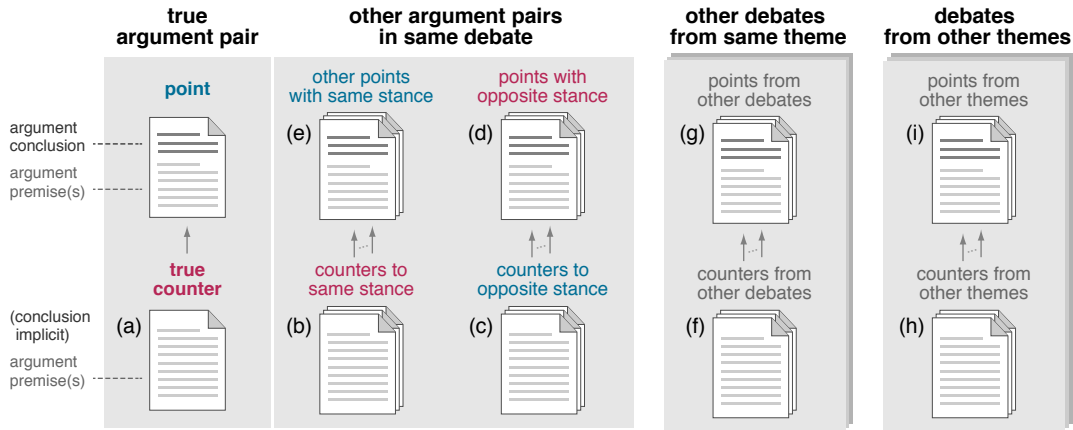 true
argument pair
other argument pairs
in same debate
other debates
from same theme
debates
from other themes
point
other points
with same stance
points with
opposite stance
points from
other debates
points from
other themes
(e)
(d)
(g)
(i)
argument
conclusion
argument
premise(s)
true
counter
counters to
same stance
counters to
opposite stance
counters from
other debates
counters from
other themes
(conclusion
implicit)
(a)
(b)
(c)
(f)
(h)
argument
premise(s)